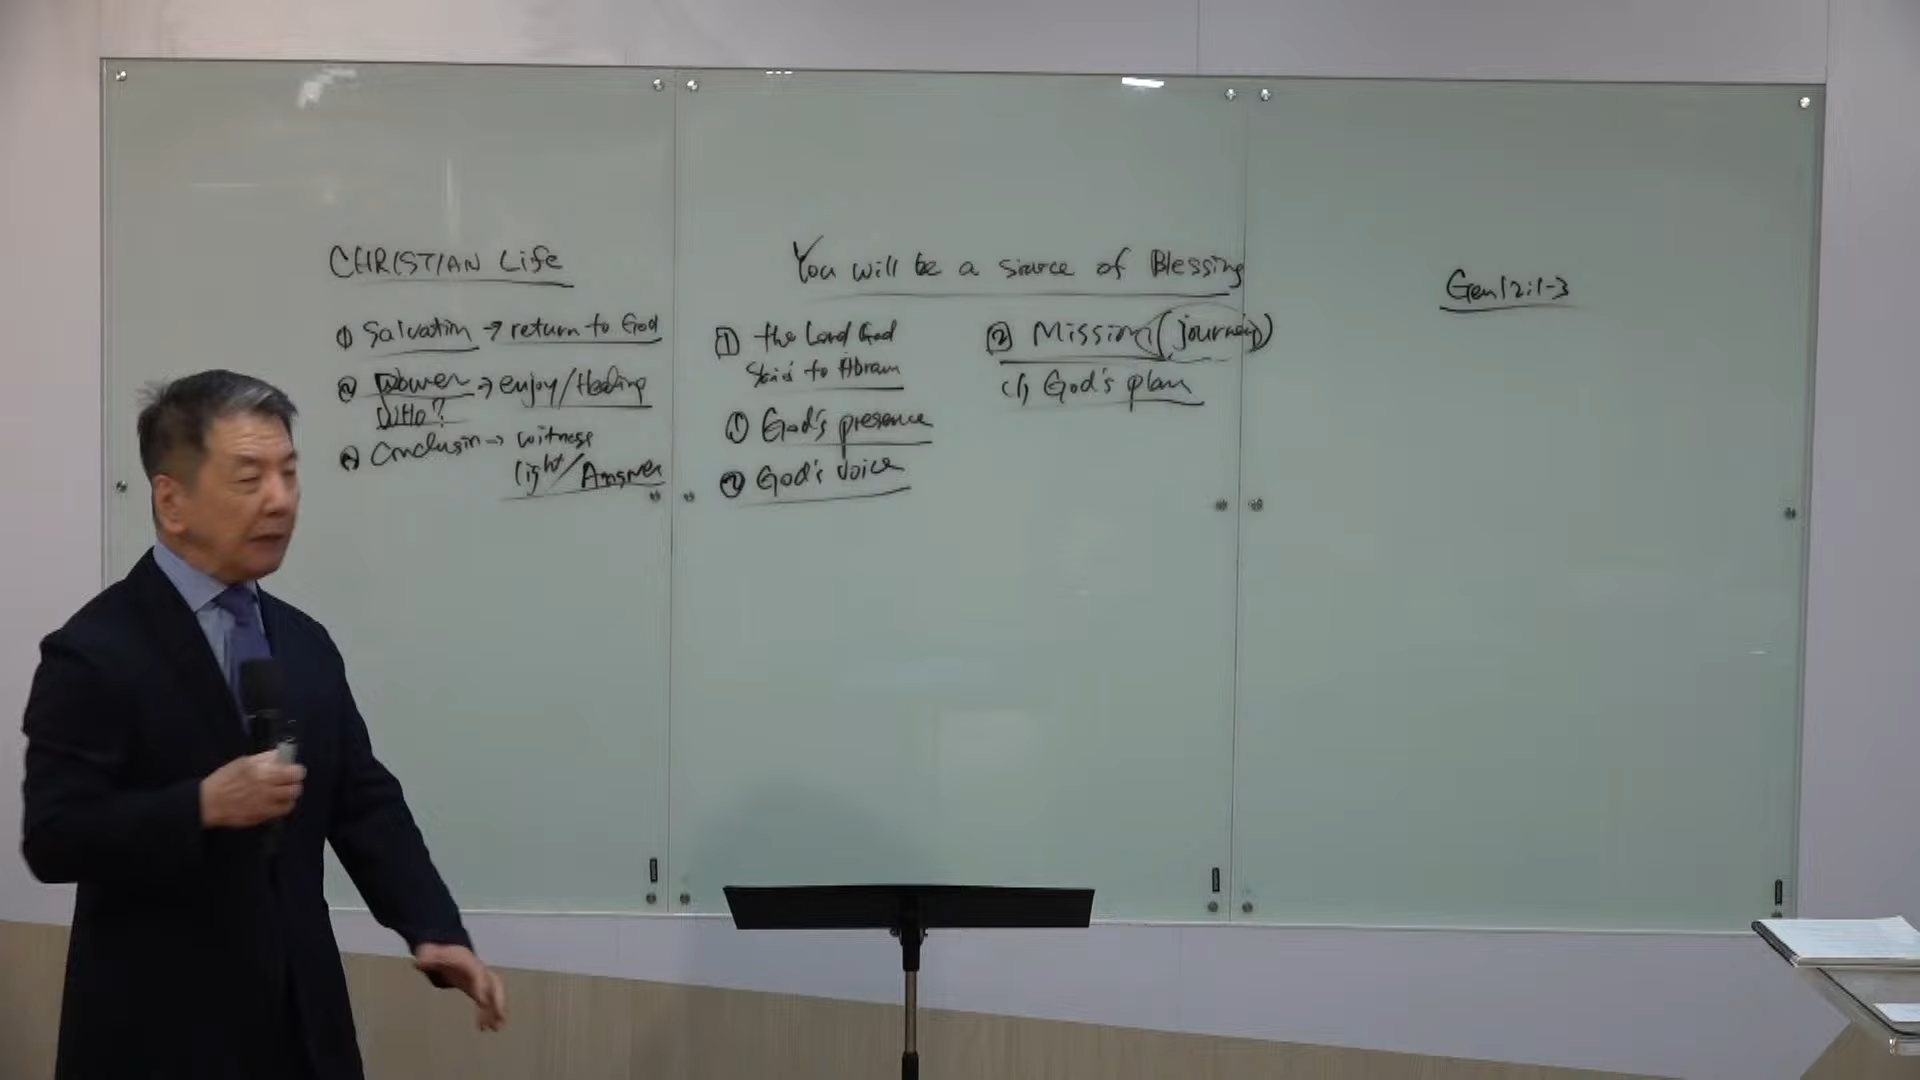 CHRISTIAN Life
① Salvation → return to God
② Power → enjoy/Healing
Who?
③ Conclusion → witness
light/Answer
You will be a source of Blessing
1 the Lord God
said to Abram
① God's presence
② God's voice
2 Mission (journey)
(1) God's plan
Gen 12:1-3